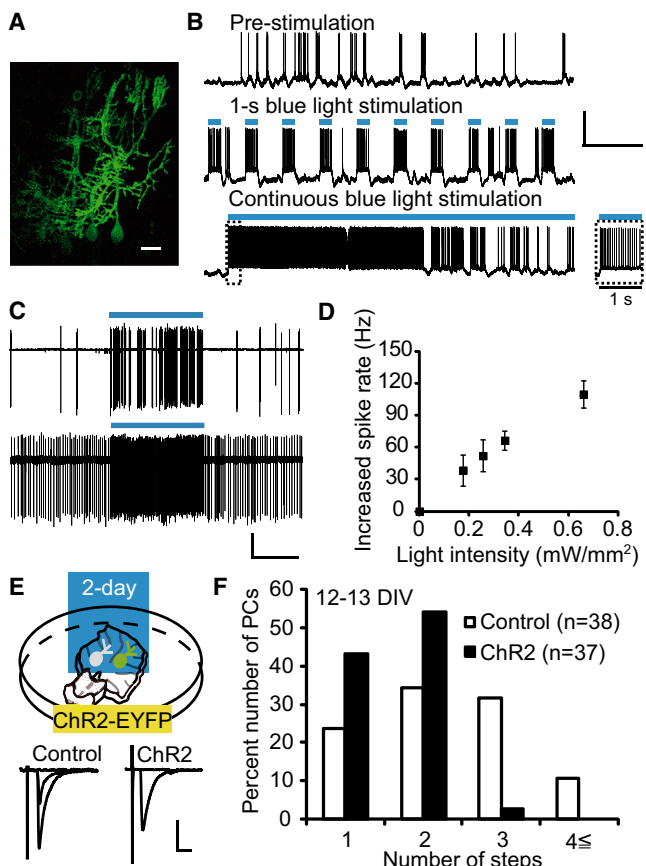 A
B
Pre-stimulation
1-s blue light stimulation
Continuous blue light stimulation
1 s
C
D
Increased spike rate (Hz)
150
120
90
60
30
0
0
0.2
0.4
0.6
0.8
Light intensity (mW/mm²)
E
2-day
ChR2-EYFP
Control
ChR2
F
12-13 DIV
Control (n=38)
ChR2 (n=37)
Percent number of PCs
60
50
40
30
20
10
0
1
2
3
4≦
Number of steps